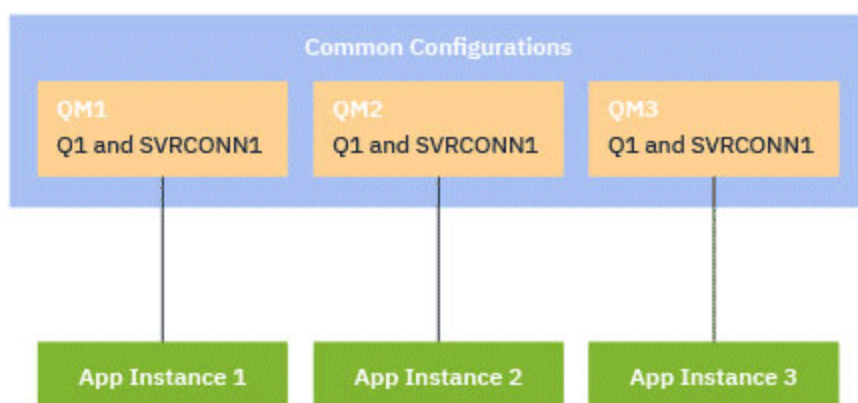 Common Configurations
QM1
Q1 and SVRCONN1
QM2
Q1 and SVRCONN1
QM3
Q1 and SVRCONN1
App Instance 1
App Instance 2
App Instance 3